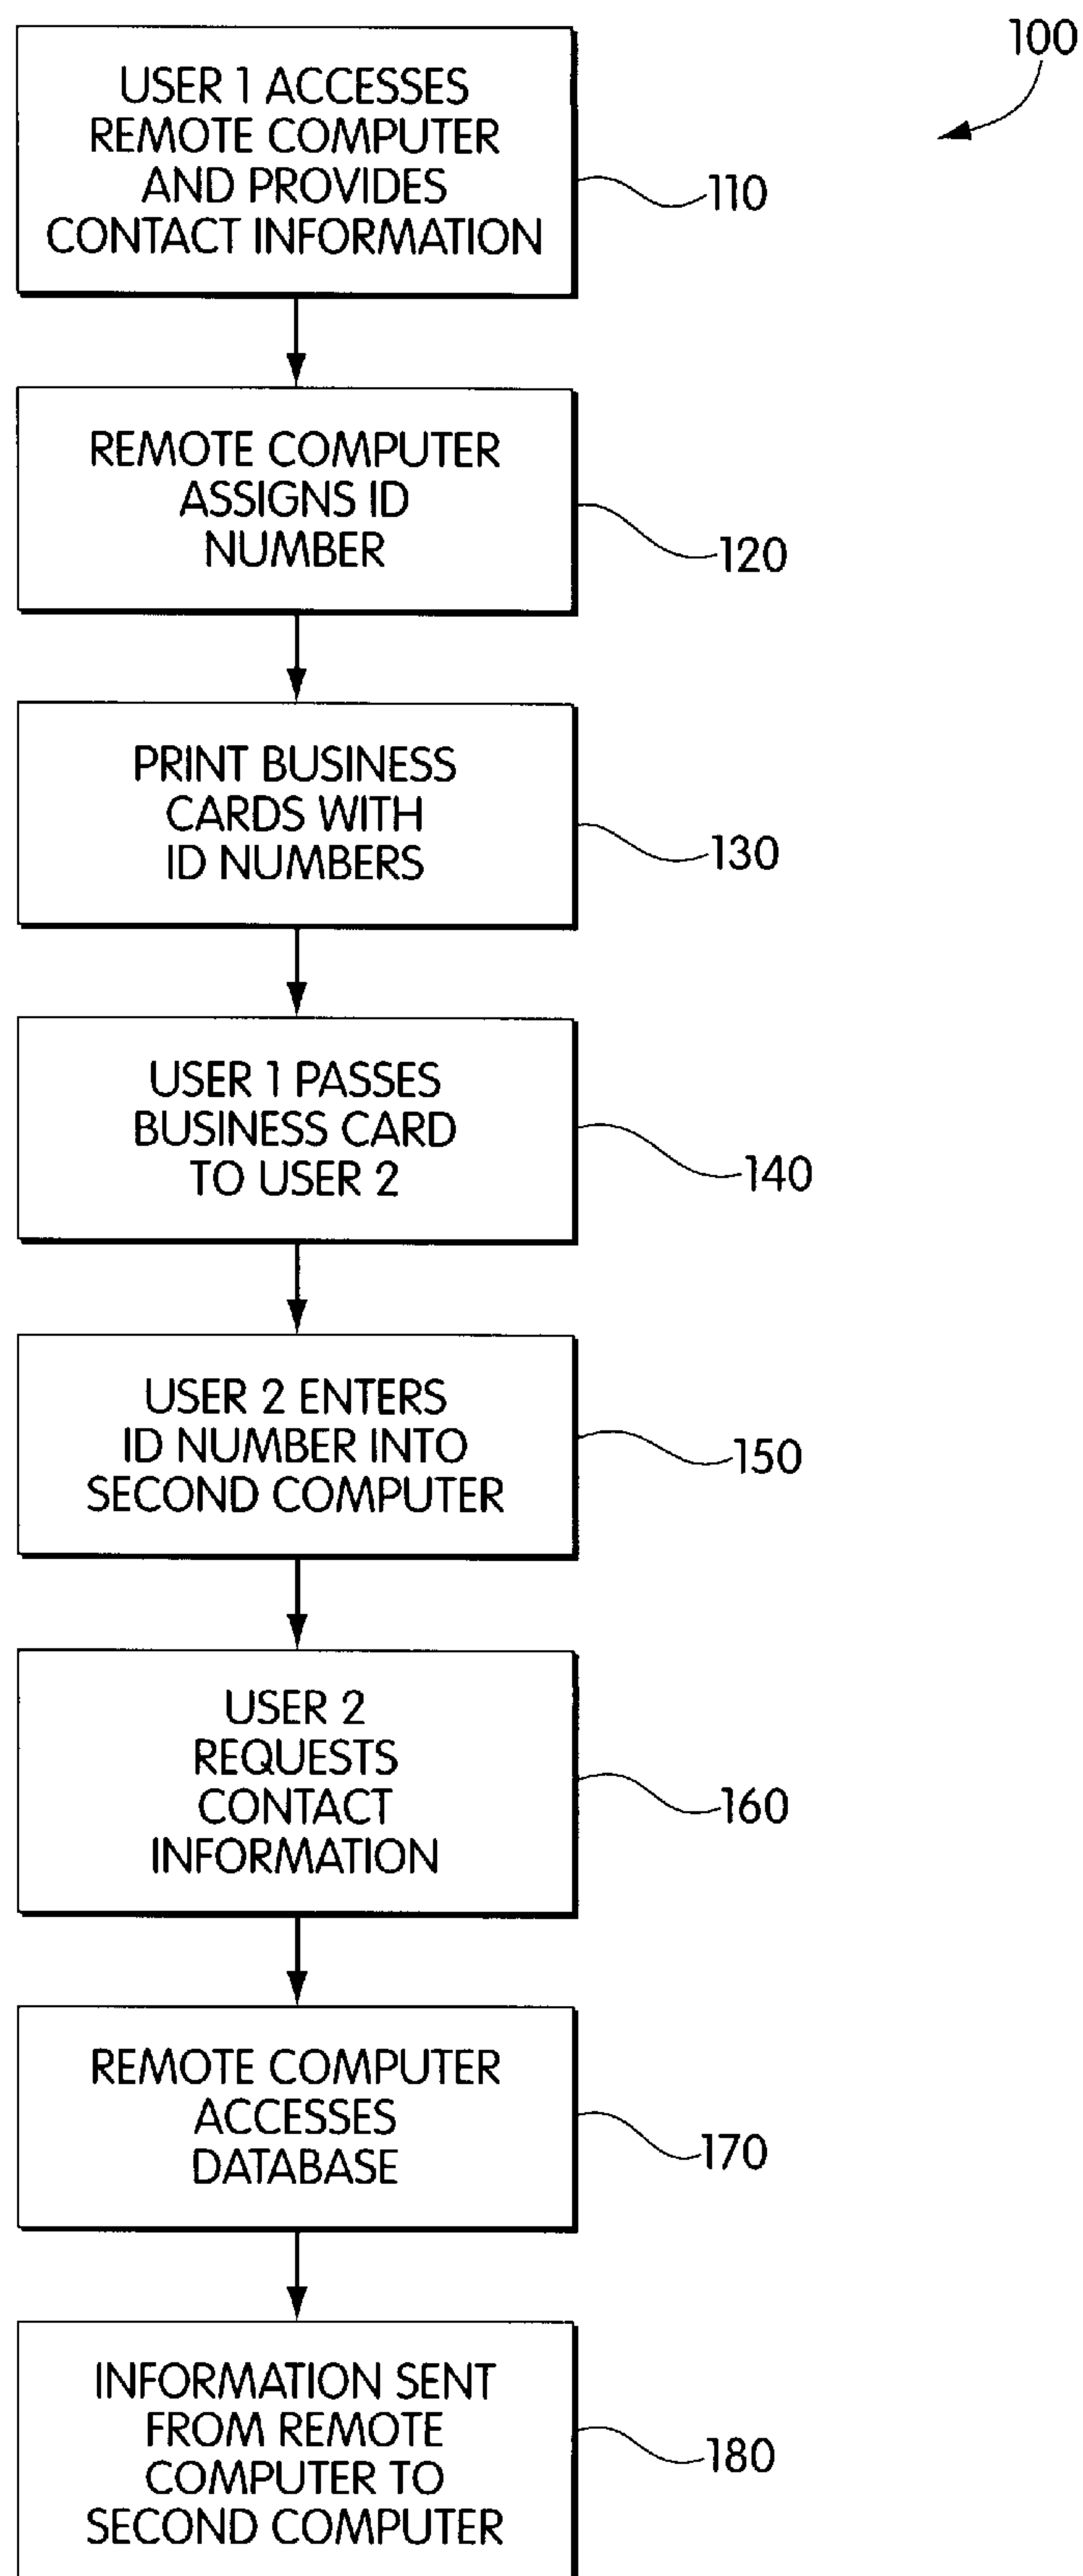 100
USER 1 ACCESSES
REMOTE COMPUTER
AND PROVIDES
CONTACT INFORMATION
110
REMOTE COMPUTER
ASSIGNS ID
NUMBER
120
PRINT BUSINESS
CARDS WITH
ID NUMBERS
130
USER 1 PASSES
BUSINESS CARD
TO USER 2
140
USER 2 ENTERS
ID NUMBER INTO
SECOND COMPUTER
150
USER 2
REQUESTS
CONTACT
INFORMATION
160
REMOTE COMPUTER
ACCESSES
DATABASE
170
INFORMATION SENT
FROM REMOTE
COMPUTER TO
SECOND COMPUTER
180